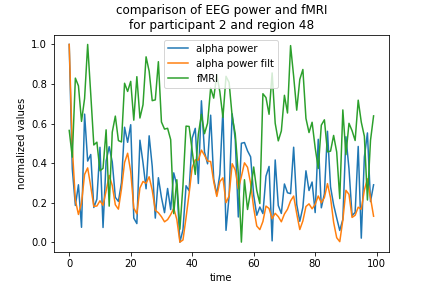 comparison of EEG power and fMRI
for participant 2 and region 48
alpha power
alpha power filt
fMRI
normalized values
1.0
0.8
0.6
0.4
0.2
0.0
0 20 40 60 80 100
time